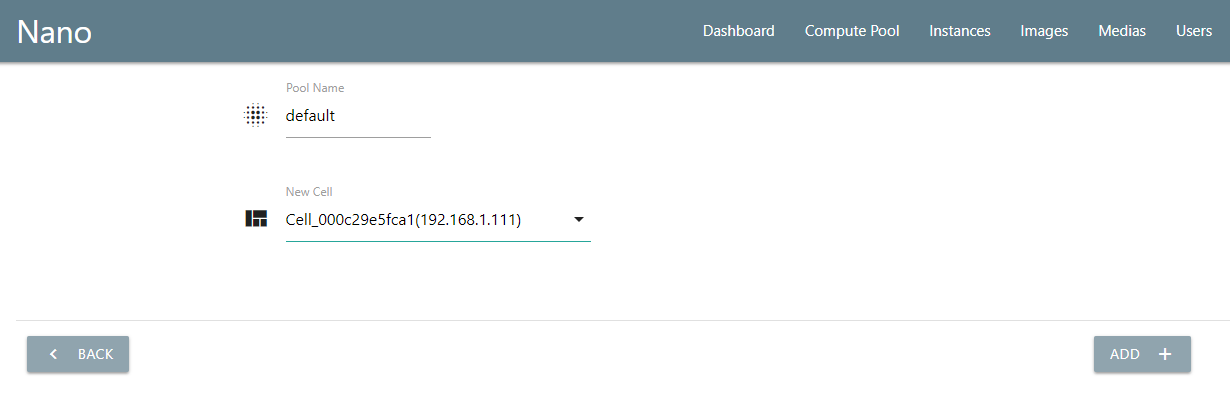 Nano
Dashboard Compute Pool Instances Images Medias Users
Pool Name
default
New Cell
Cell_000c29e5fca1(192.168.1.111)
BACK
ADD